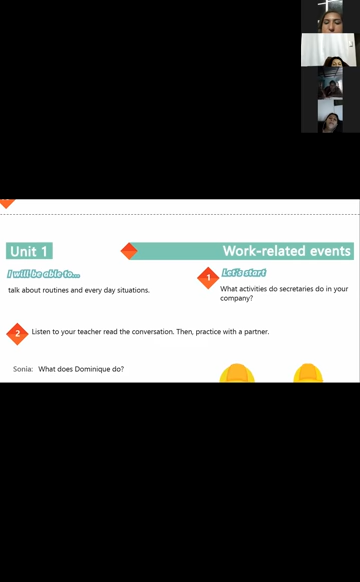 Unit 1
Work-related events
I will be able to...
talk about routines and every day situations.
1
Let's start
What activities do secretaries do in your
company?
2
Listen to your teacher read the conversation. Then, practice with a partner.
Sonia: What does Dominique do?